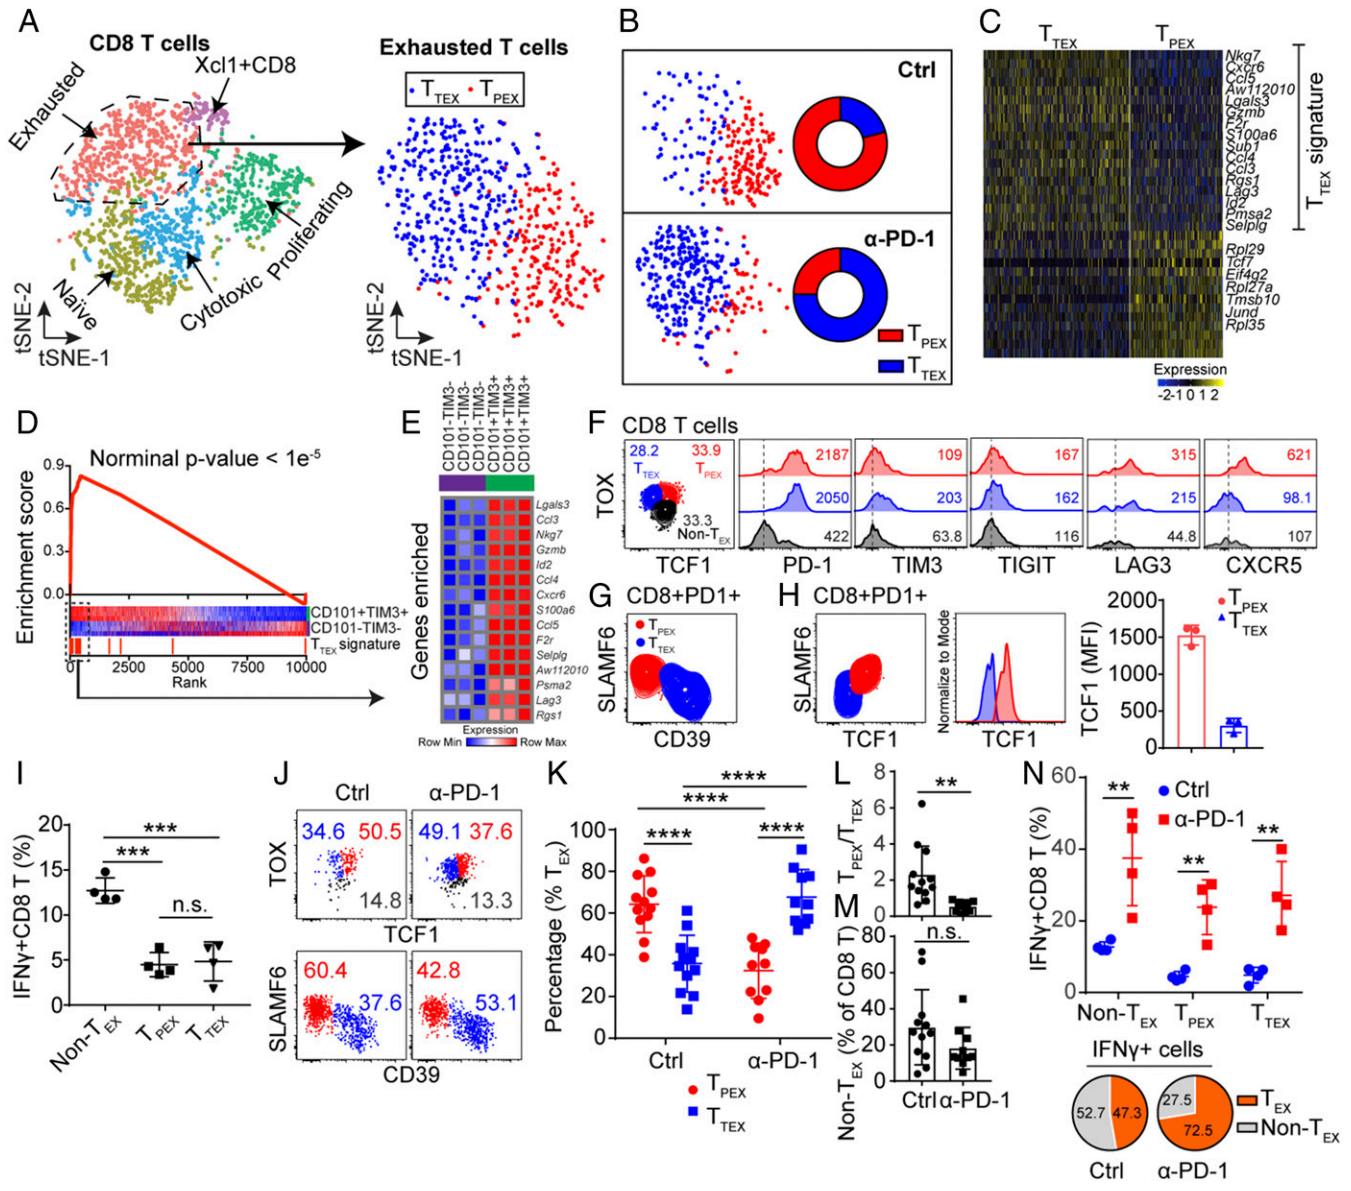 A
CD8 T cells
Xcl1+CD8
Exhausted
Naïve
Cytotoxic
Proliferating
tSNE-2
tSNE-1
Exhausted T cells
TTEX TPEX
tSNE-2
tSNE-1
B
Ctrl
α-PD-1
TPEX
TTEX
C
TTEX TPEX
Nkg7
Cxcr6
Ccl5
Aw112010
Lgals3
Gzmb
F2r
S100a6
Sub1
Ccl4
Ccl3
Rgs1
Lag3
Id2
Pmsa2
Selplg
Rpl29
Tcf7
Eif4g2
Rpl27a
Tmsb10
Jund
Rpl35
TTEX signature
Expression
-2-1 0 1 2
D
Norminal p-value < 1e-5
Enrichment score
0.9
0.6
0.3
0.0
CD101+TIM3+
CD101-TIM3-
TTEX signature
0 2500 5000 7500 10000
Rank
E
CD101-TIM3-
CD101-TIM3-
CD101-TIM3-
CD101+TIM3+
CD101+TIM3+
CD101+TIM3+
Genes enriched
Lgals3
Ccl3
Nkg7
Gzmb
Id2
Ccl4
Cxcr6
S100a6
Ccl5
F2r
Selplg
Aw112010
Psma2
Lag3
Rgs1
Expression
Row Min Row Max
F
CD8 T cells
28.2 33.9
TTEX TPEX
33.3
Non-TEX
TOX
TCF1
2187
2050
422
PD-1
109
203
63.8
TIM3
167
162
116
TIGIT
315
215
44.8
LAG3
621
98.1
107
CXCR5
G
CD8+PD1+
TPEX
TTEX
SLAMF6
CD39
H
CD8+PD1+
SLAMF6
TCF1
Normalize to Mode
TCF1
TCF1 (MFI)
2000
1500
1000
500
0
TPEX
TTEX
I
IFNγ+CD8 T (%)
20
15
10
5
0
***
***
n.s.
Non-TEX TPEX TTEX
J
Ctrl α-PD-1
34.6 50.5 49.1 37.6
14.8 13.3
TOX
TCF1
60.4 42.8
37.6 53.1
SLAMF6
CD39
K
Percentage (% TEX)
100
80
60
40
20
0
****
****
**** ****
Ctrl α-PD-1
TPEX
TTEX
L
TPEX/TTEX
8
6
4
2
0
**
M
Non-TEX (% of CD8 T)
80
60
40
20
0
n.s.
Ctrl α-PD-1
N
IFNγ+CD8 T (%)
60
40
20
0
Ctrl
α-PD-1
**
**
**
Non-TEX TPEX TTEX
IFNγ+ cells
52.7 47.3
27.5
72.5
TEX
Non-TEX
Ctrl α-PD-1